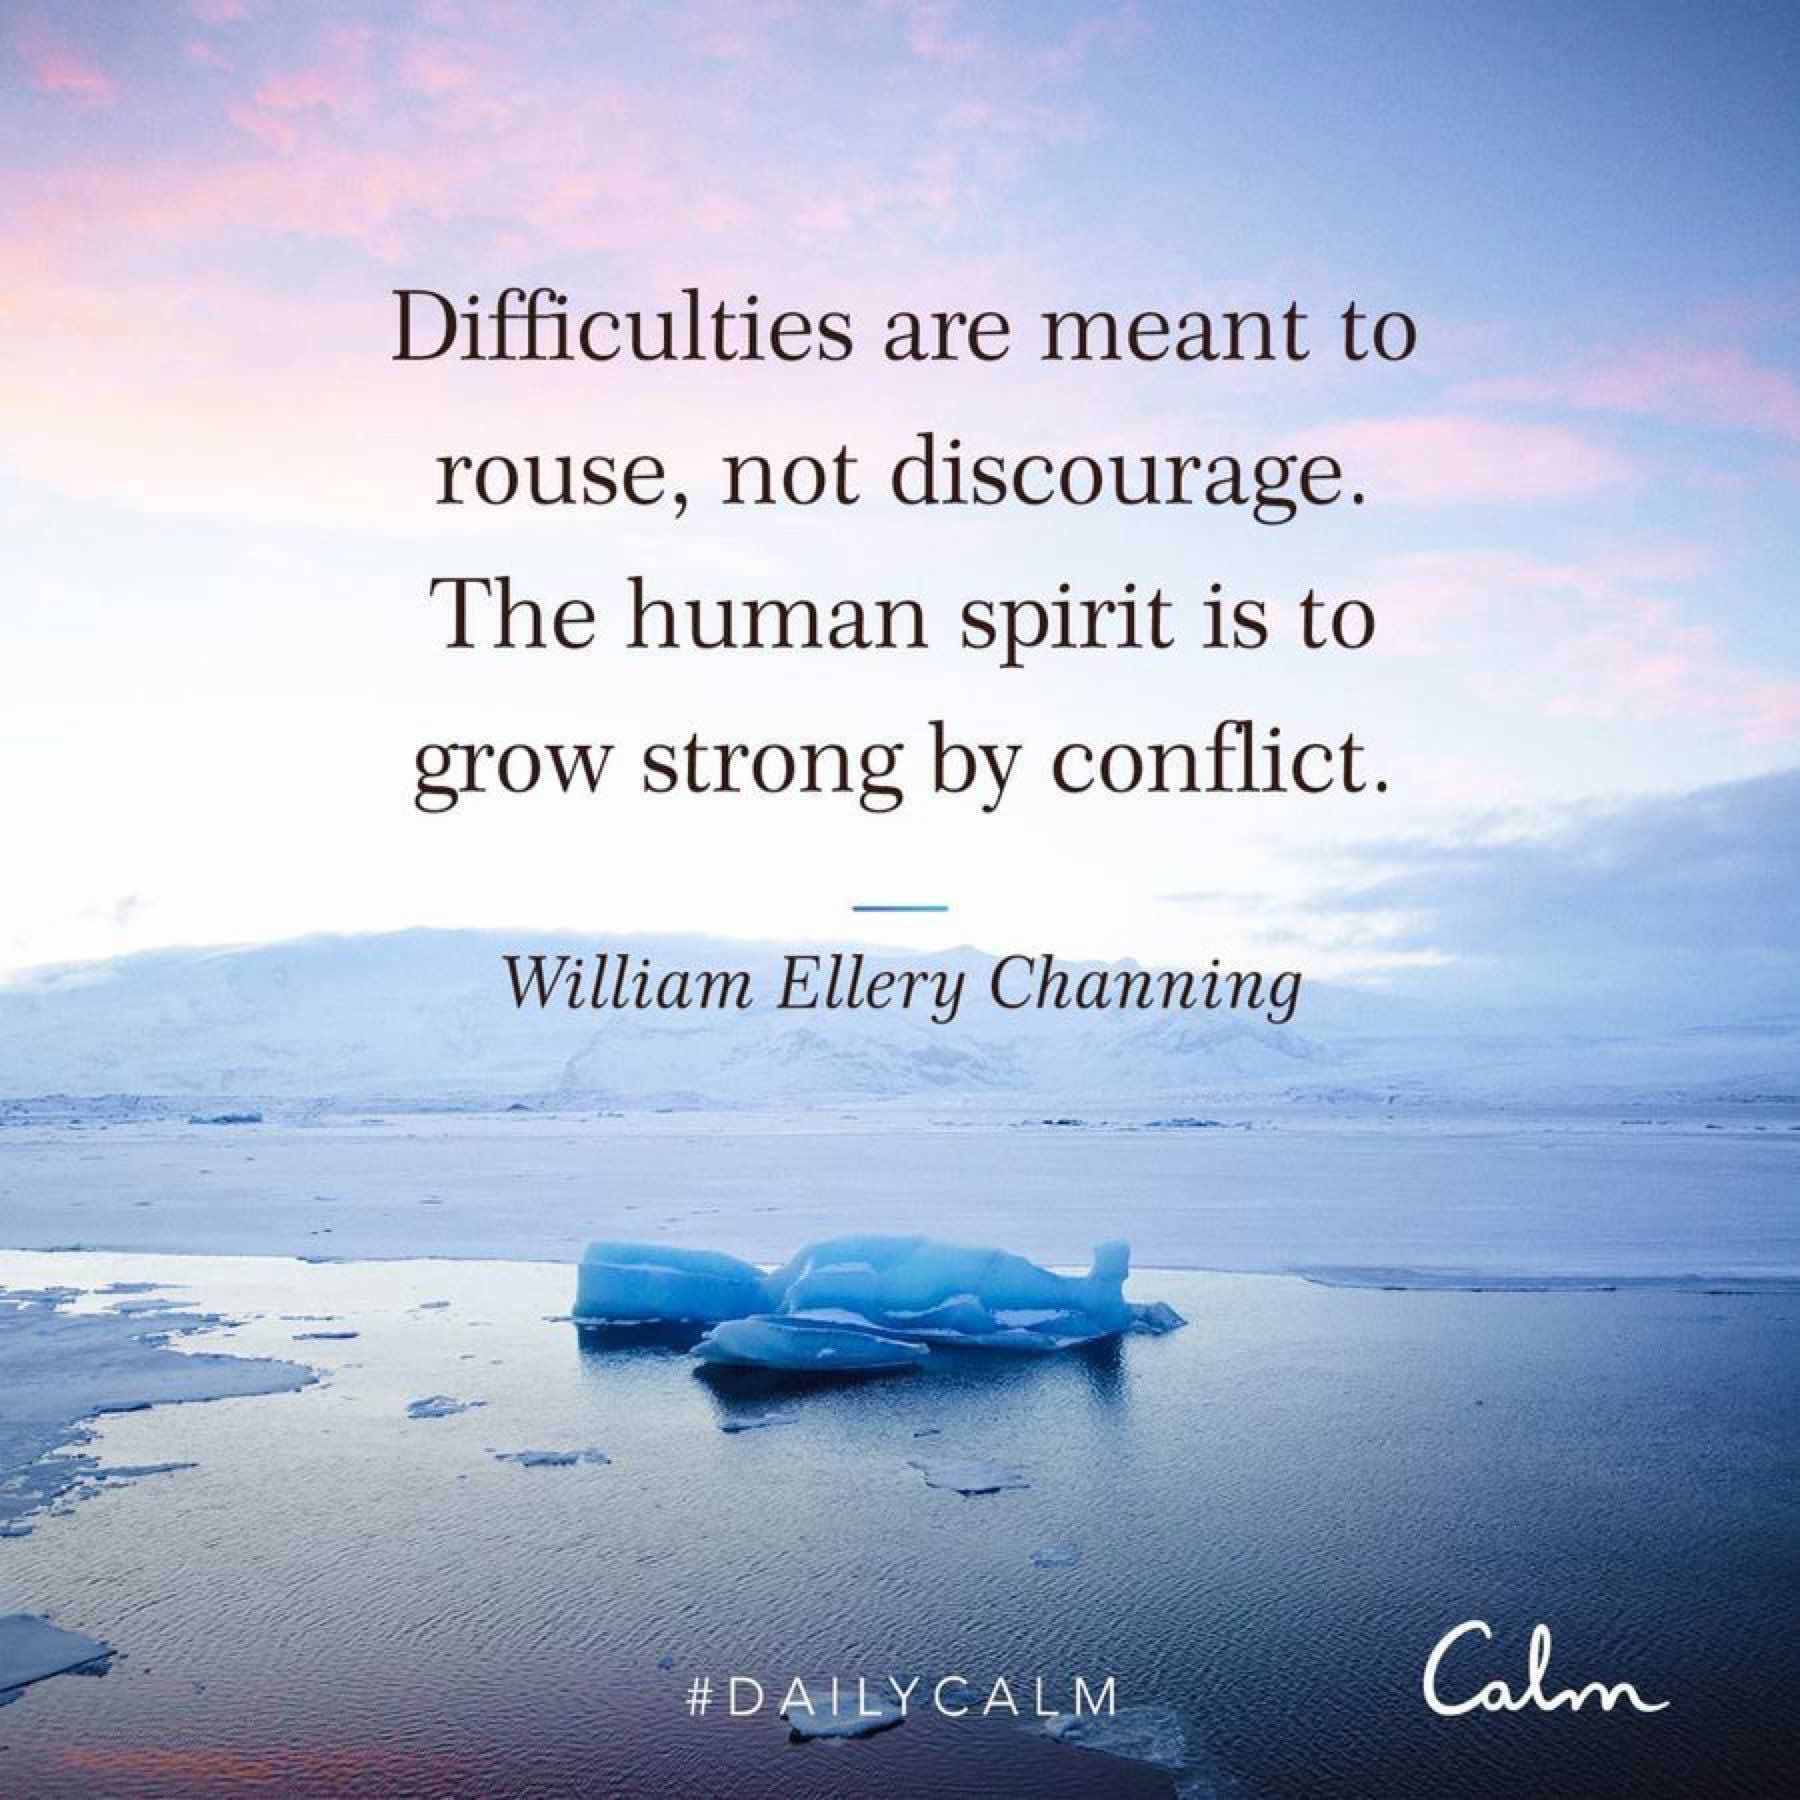 Difficulties are meant to
rouse, not discourage.
The human spirit is to
grow strong by conflict.
William Ellery Channing
#DAILYCALM
Calm